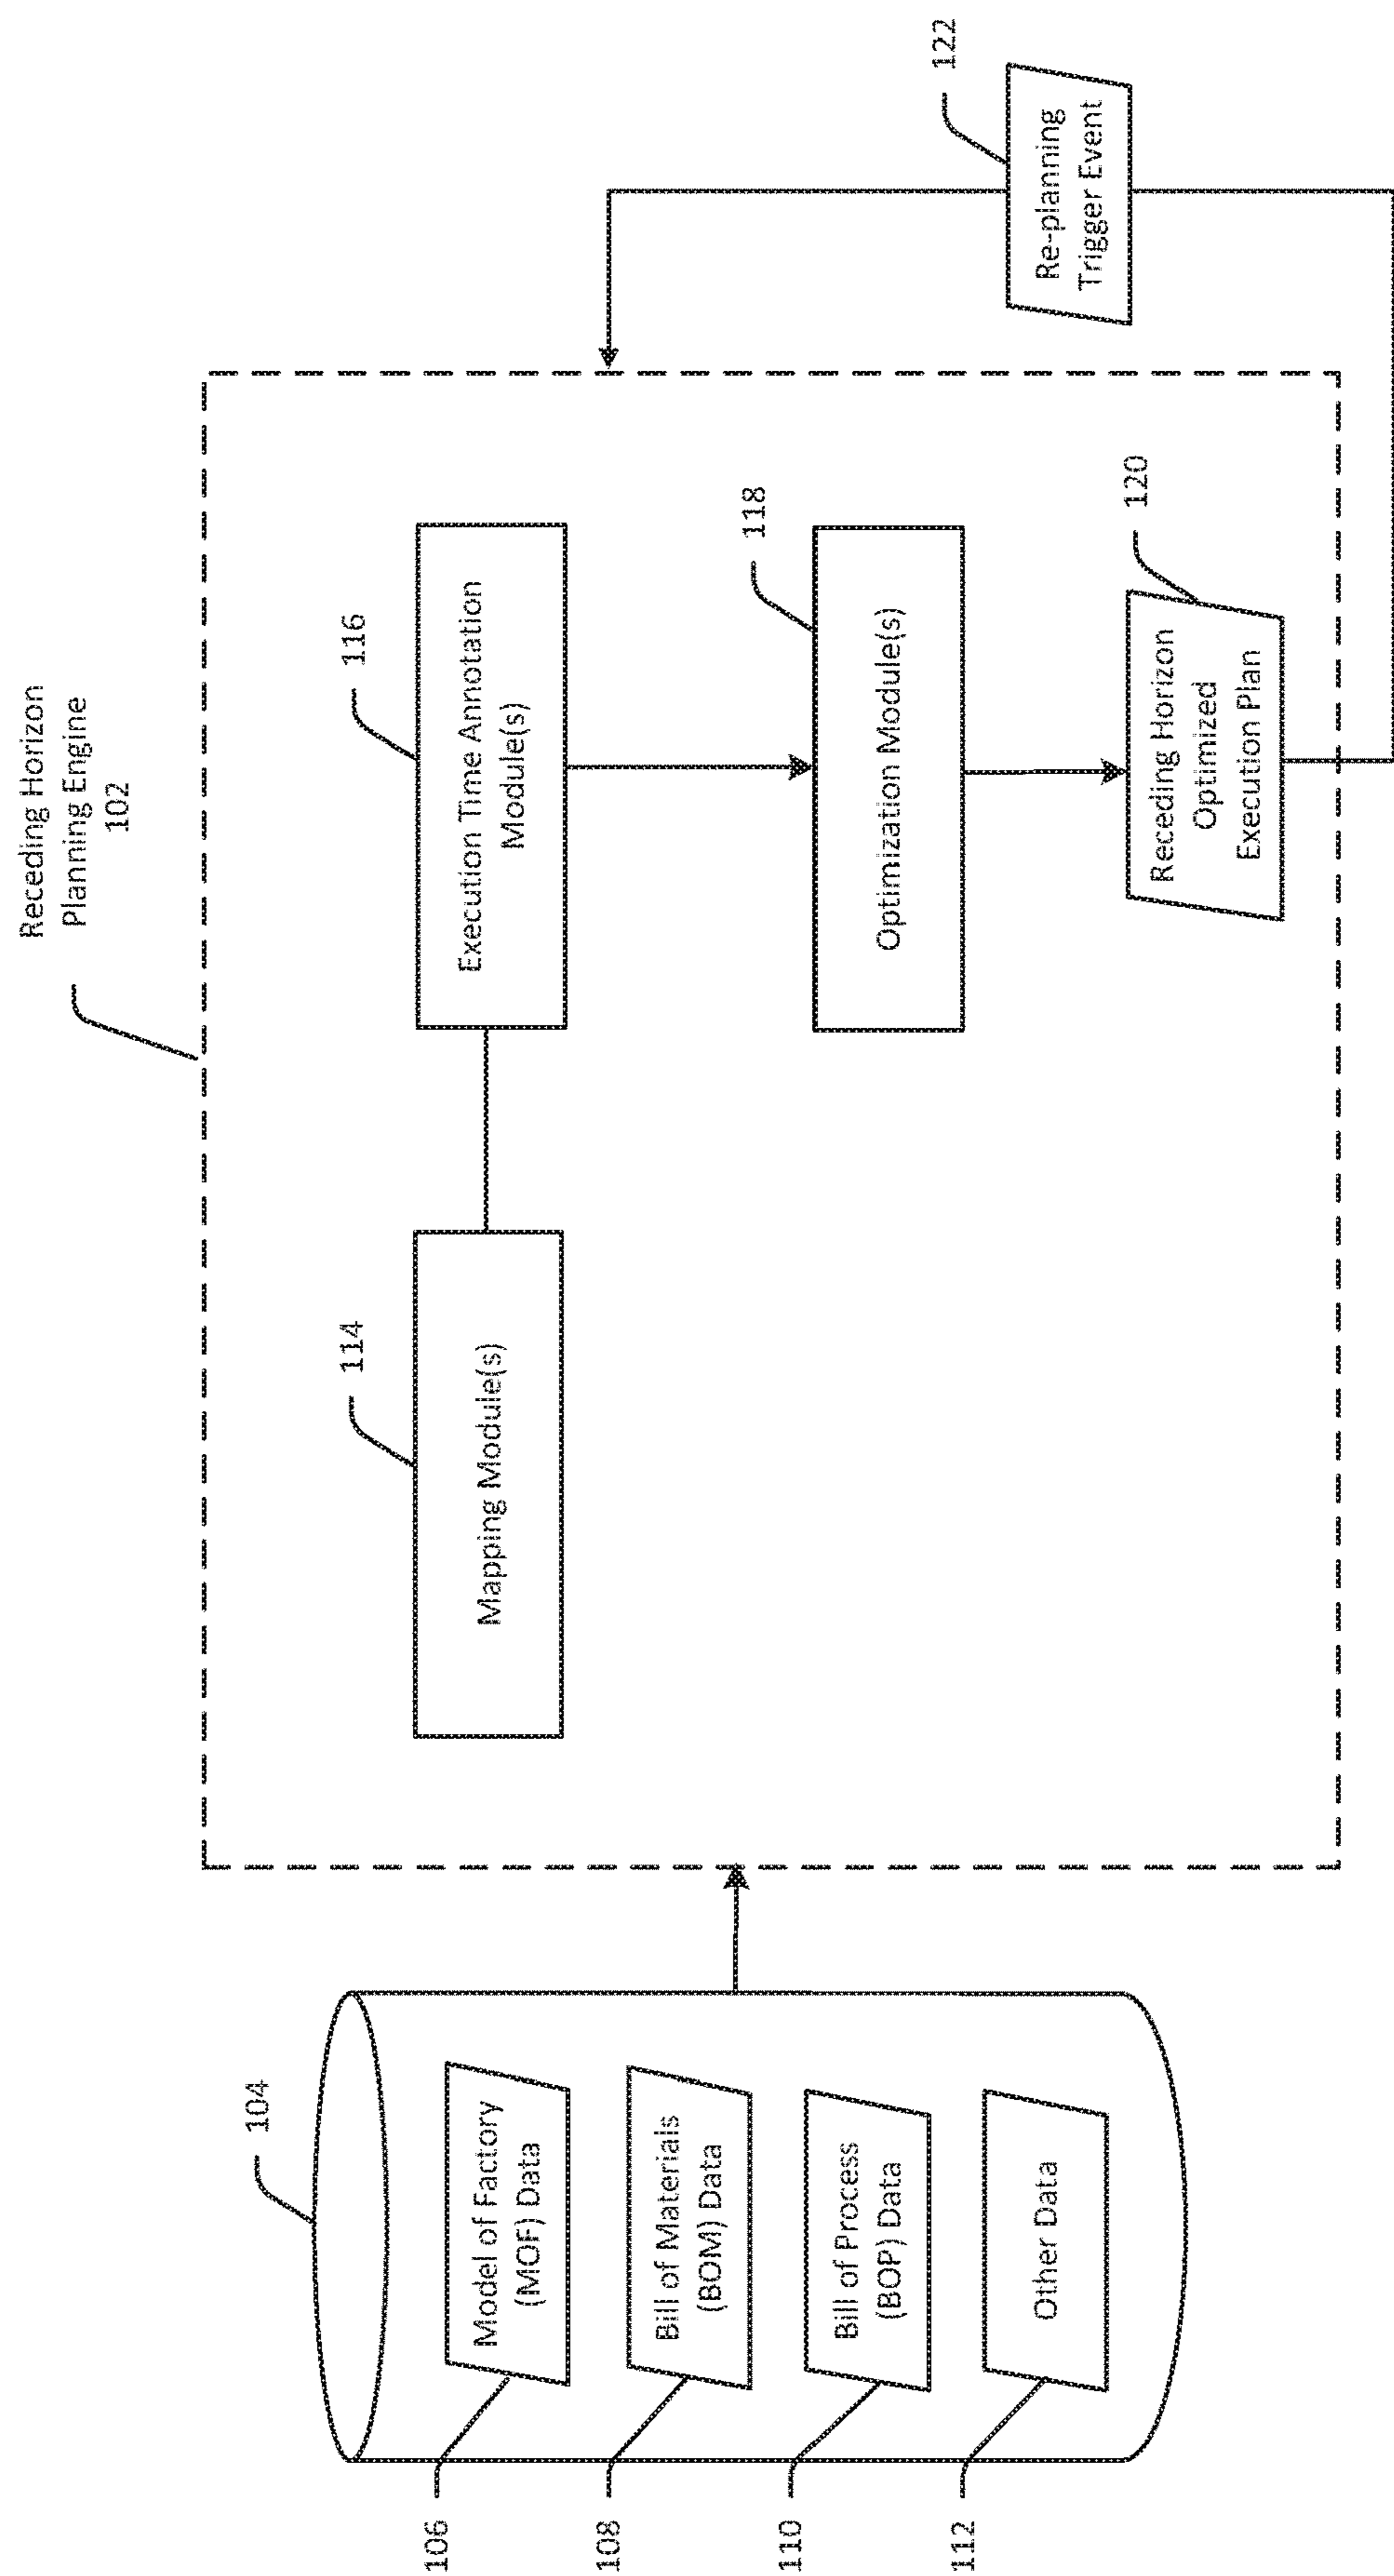 Receding Horizon
Planning Engine
102
104
106
Model of Factory
(MOF) Data
108
Bill of Materials
(BOM) Data
110
Bill of Process
(BOP) Data
112
Other Data
114
Mapping Module(s)
116
Execution Time Annotation
Module(s)
118
Optimization Module(s)
120
Receding Horizon
Optimized
Execution Plan
122
Re-planning
Trigger Event